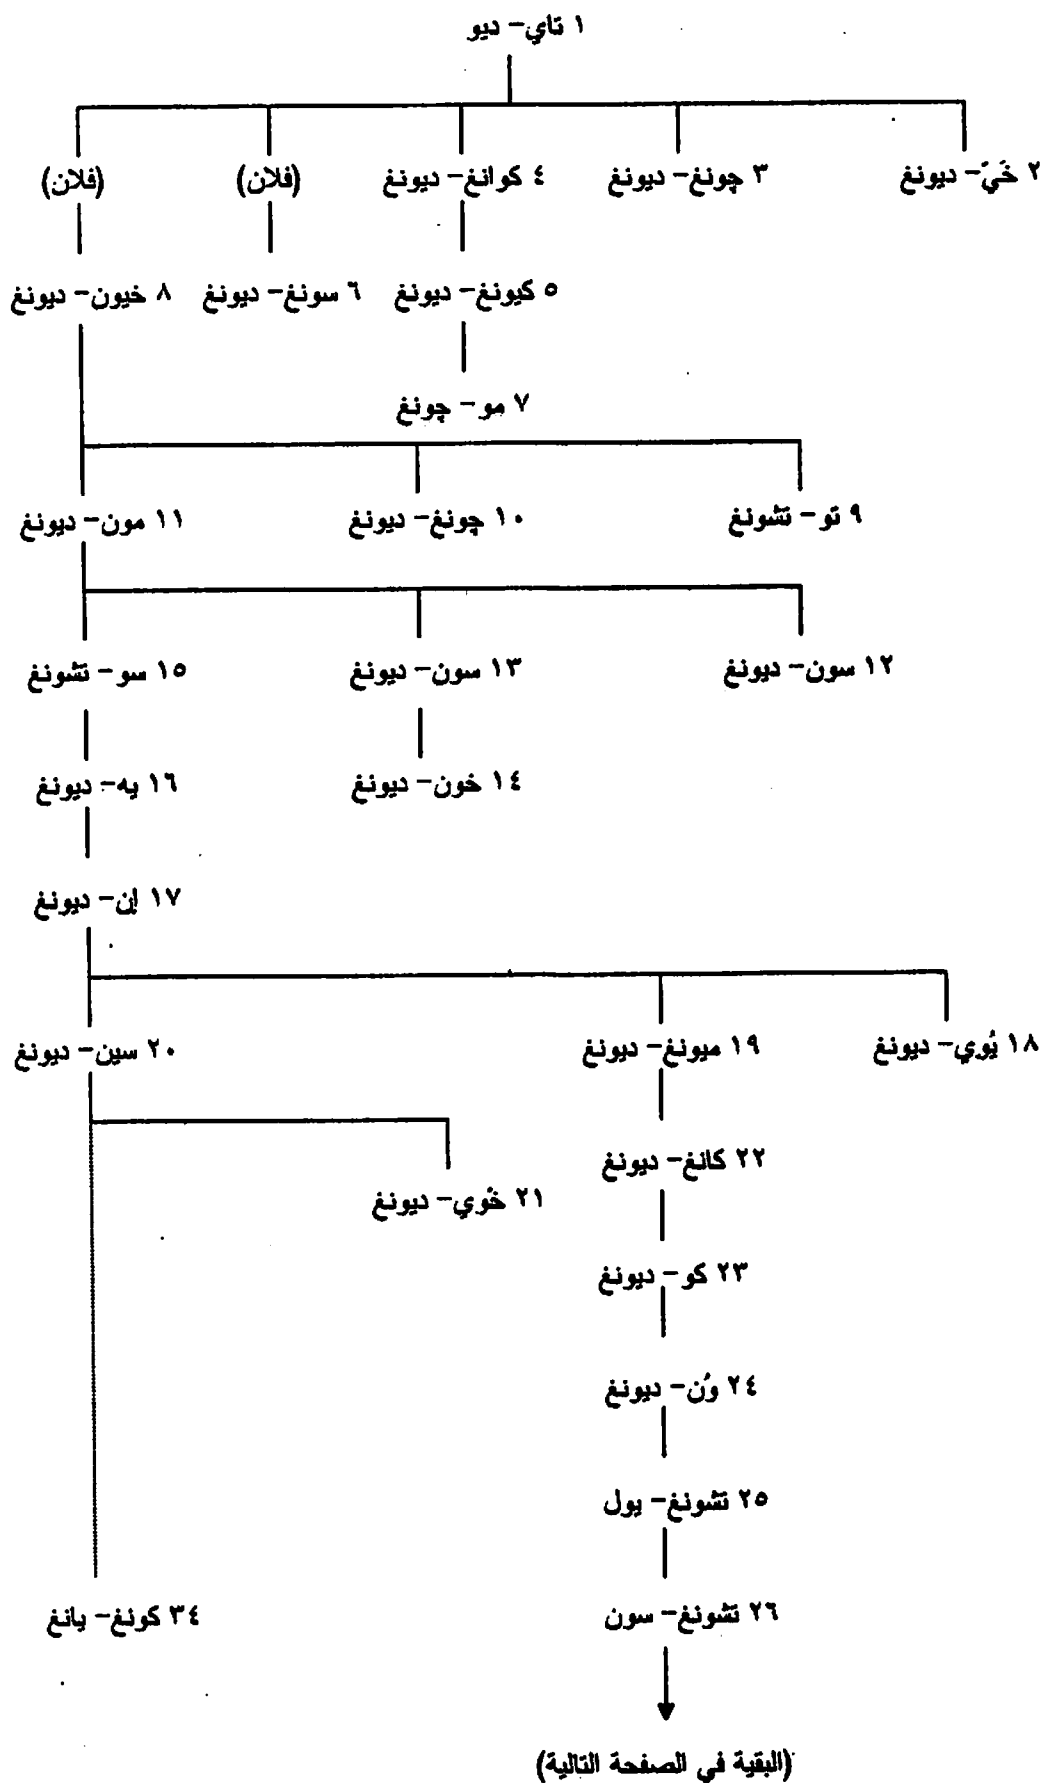 ١ تاي- ديو
٢ خَيّ- ديونغ ٣ چونغ- ديونغ ٤ كوانغ- ديونغ (فلان) (فلان)
٥ كيونغ- ديونغ ٦ سونغ- ديونغ ٨ خيون- ديونغ
٧ مو- چونغ
٩ تو- تشونغ ١٠ چونغ- ديونغ ١١ مون- ديونغ
١٢ سون- ديونغ ١٣ سون- ديونغ ١٥ سو- تشونغ
١٤ خون- ديونغ ١٦ يه- ديونغ
١٧ إن- ديونغ
١٨ يُوي- ديونغ ١٩ ميونغ- ديونغ ٢٠ سين- ديونغ
٢٢ كانغ- ديونغ
٢١ خْوي- ديونغ
٢٣ كو- ديونغ
٢٤ وُن- ديونغ
٢٥ تشونغ- يول
٢٦ تشونغ- سون ٣٤ كونغ- يانغ
(البقية في الصفحة التالية)